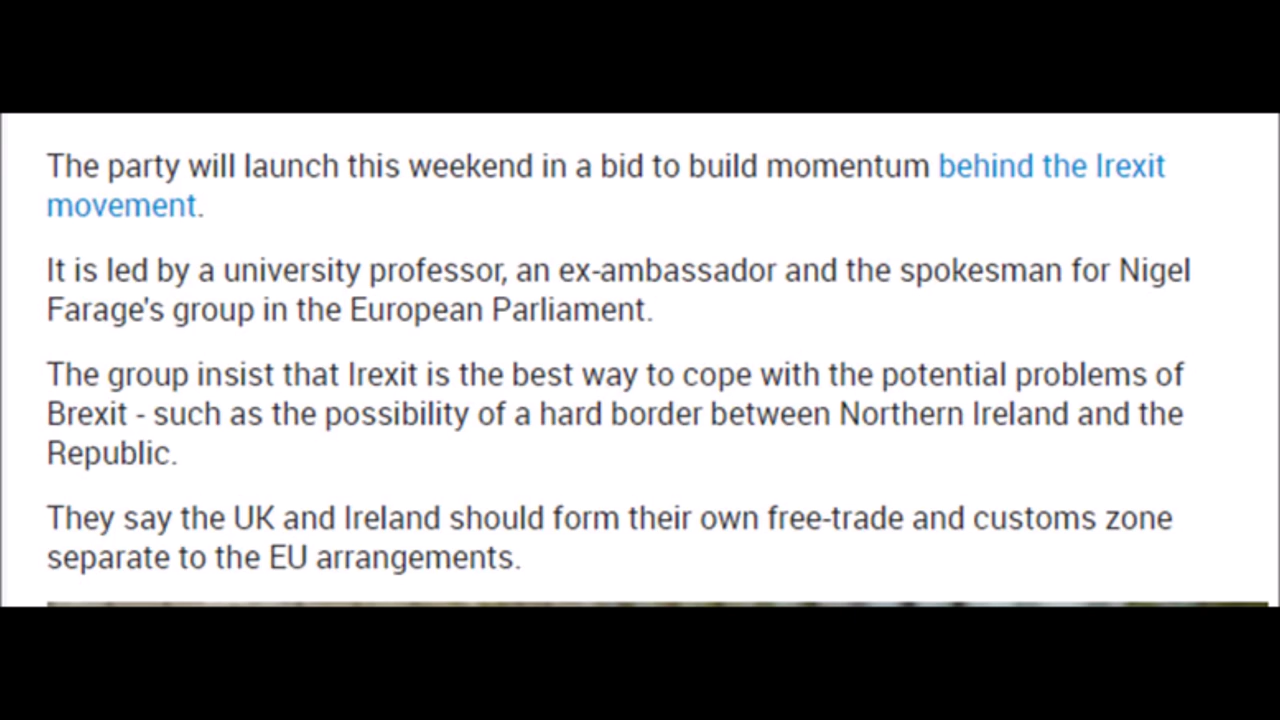 The party will launch this weekend in a bid to build momentum behind the Irexit
movement.
It is led by a university professor, an ex-ambassador and the spokesman for Nigel
Farage's group in the European Parliament.
The group insist that Irexit is the best way to cope with the potential problems of
Brexit - such as the possibility of a hard border between Northern Ireland and the
Republic.
They say the UK and Ireland should form their own free-trade and customs zone
separate to the EU arrangements.